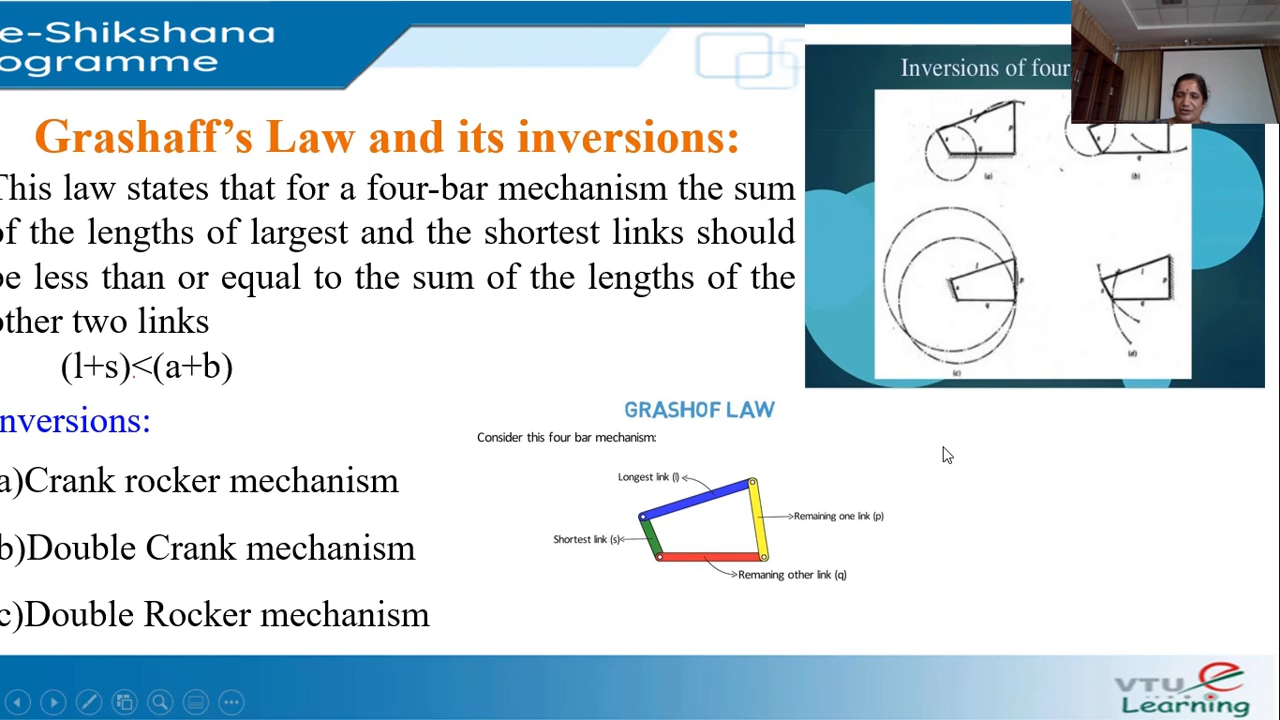 e-Shikshana
ogramme
Inversions of four
Grashaff’s Law and its inversions:
This law states that for a four-bar mechanism the sum
of the lengths of largest and the shortest links should
be less than or equal to the sum of the lengths of the
other two links
(l+s)<(a+b)
nversions:
a)Crank rocker mechanism
b)Double Crank mechanism
c)Double Rocker mechanism
(a)
(b)
(c)
(d)
GRASHOF LAW
Consider this four bar mechanism:
Longest link (l)
Remaining one link (p)
Shortest link (s)
Remaning other link (q)
VTU e
Learning